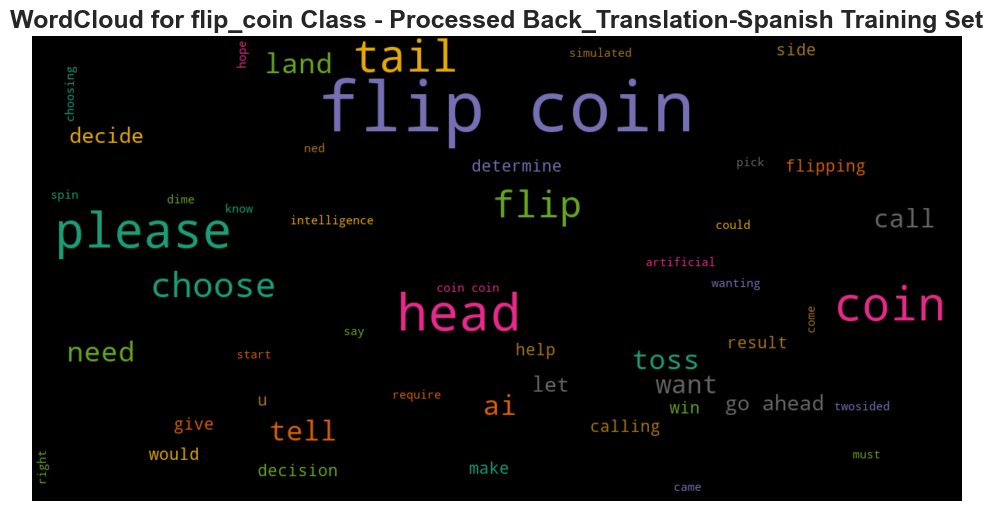 WordCloud for flip_coin Class - Processed Back_Translation-Spanish Training Set
hope
tail
simulated
side
land
choosing
flip coin
decide
ned
determine
pick
flipping
spin
dime
know
flip
intelligence
could
call
please
artificial
choose
coin coin
wanting
head
coin
say
come
need
start
help
toss
result
let
want
require
u
ai
win
go ahead
twosided
give
tell
calling
would
decision
make
must
right
came